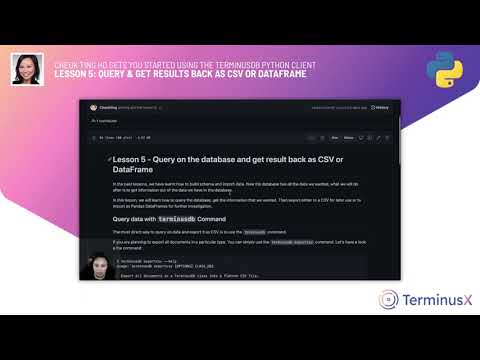 CHEUK TING HO GETS YOU STARTED USING THE TERMINUSDB PYTHON CLIENT
LESSON 5: QUERY & GET RESULTS BACK AS CSV OR DATAFRAME
History
Lesson 5 - Query on the database and get result back as CSV or
DataFrame
In the past lessons, we have learnt how to build schema and import data. Now the database has all the data we wanted, what we will do
after is to get information out of the data we have in the database.
In this lesson, we will learn how to query the database, get the information that we wanted. Then export either in a CSV for later use or to
import as Pandas DataFrames for further investigation.
Query data with terminusdb Command
The most direct way to query on data and export it as CSV is to use the terminusdb command.
If you are planning to export all documents in a particular type. You can simply use the terminusdb exportcsv command. Let's have a look
the command:
$ terminusdb exportcsv --help
Usage: terminusdb exportcsv [OPTIONS] CLASS_OBJ
Export all documents in a TerminusDB class into a flatten CSV file.
TerminusX